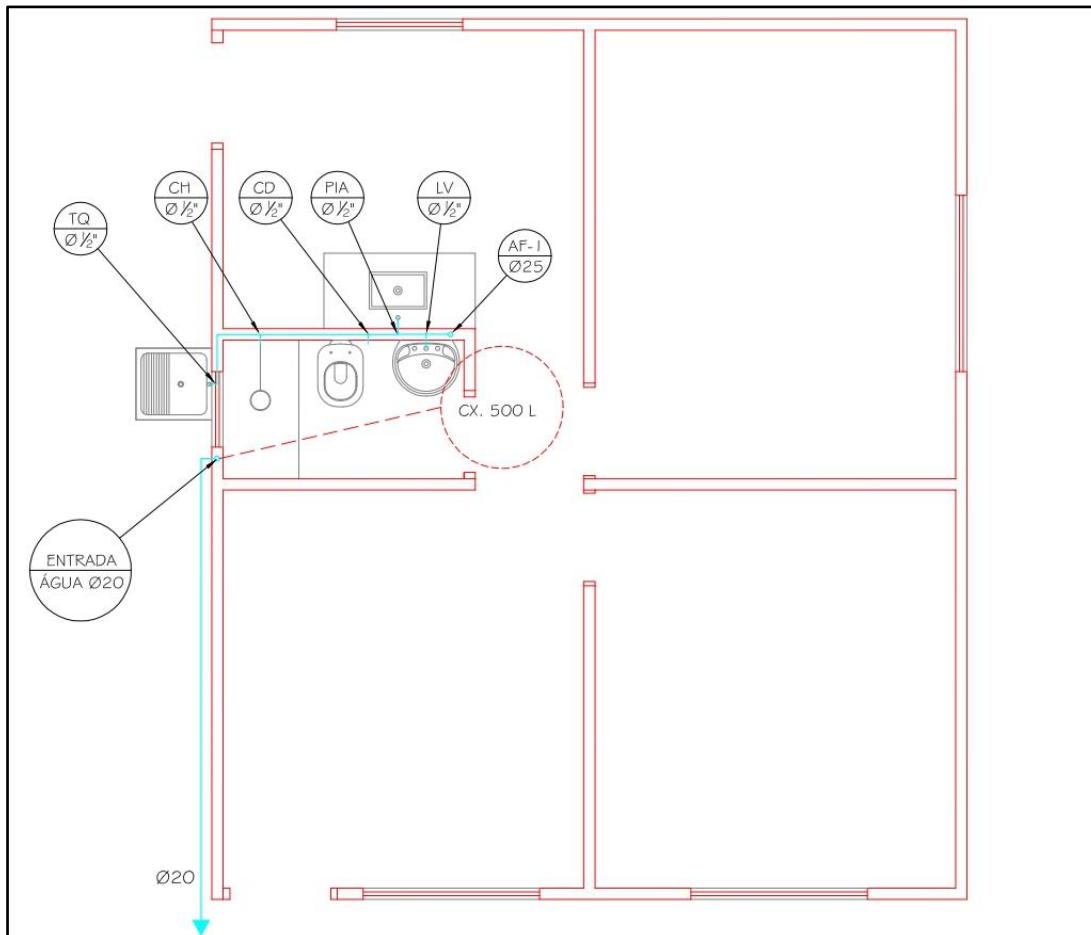 CH
Ø ½"
CD
Ø ½"
PIA
Ø ½"
LV
Ø ½"
TQ
Ø ½"
AF-1
Ø25
CX. 500 L
ENTRADA
ÁGUA Ø20
Ø20